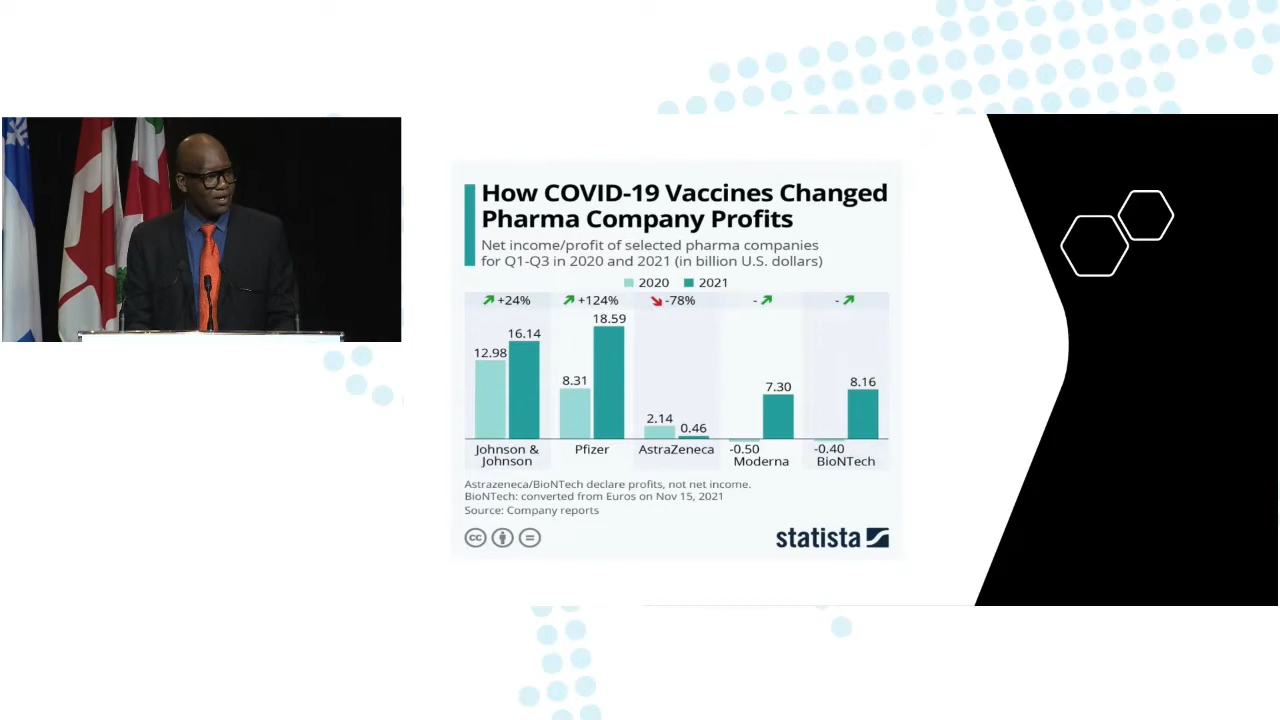 How COVID-19 Vaccines Changed
Pharma Company Profits
Net income/profit of selected pharma companies
for Q1-Q3 in 2020 and 2021 (in billion U.S. dollars)
2020 2021
+24% +124% -78% - -
12.98 16.14 8.31 18.59 2.14 0.46 -0.50 7.30 -0.40 8.16
Johnson & Johnson
Pfizer
AstraZeneca
Moderna
BioNTech
Astrazeneca/BioNTech declare profits, not net income.
BioNTech: converted from Euros on Nov 15, 2021
Source: Company reports
cc
statista